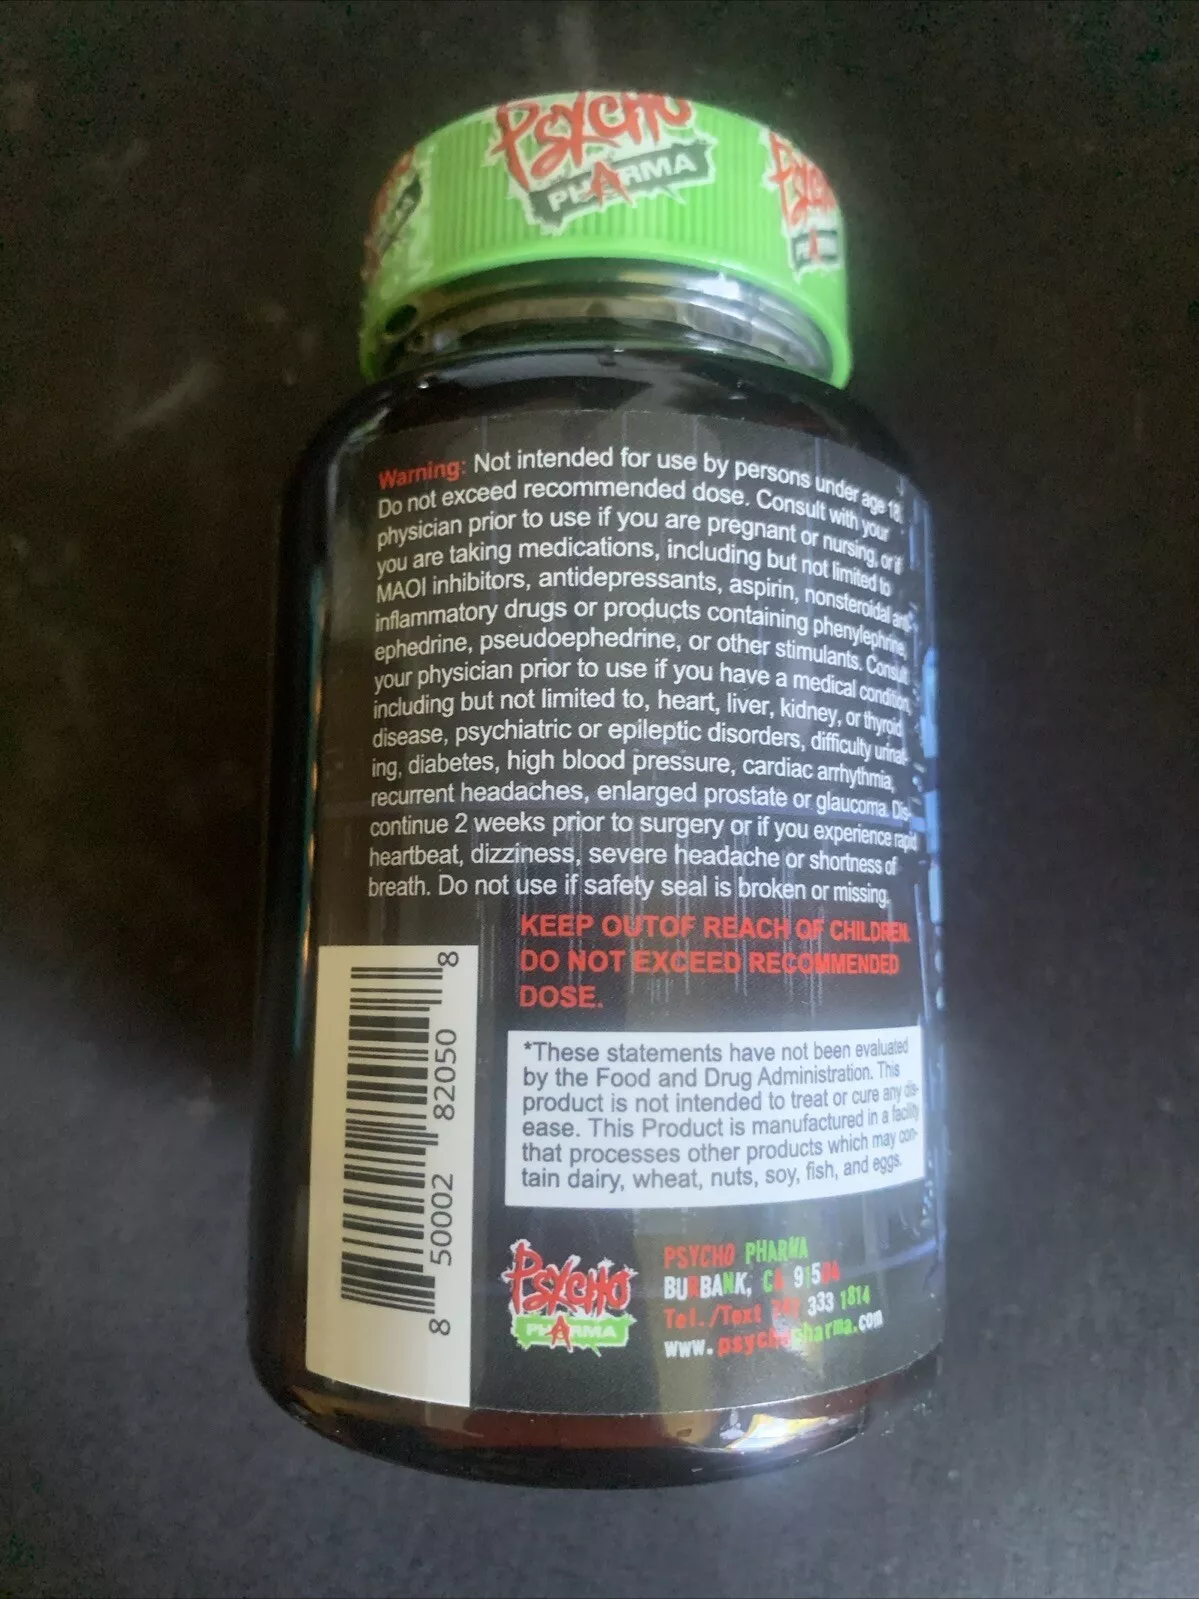 PSYCHO
PHARMA
Warning: Not intended for use by persons under age 18.
Do not exceed recommended dose. Consult with your
physician prior to use if you are pregnant or nursing, or if
you are taking medications, including but not limited to
MAOI inhibitors, antidepressants, aspirin, nonsteroidal anti-
inflammatory drugs or products containing phenylephrine,
ephedrine, pseudoephedrine, or other stimulants. Consult
your physician prior to use if you have a medical condition,
including but not limited to, heart, liver, kidney, or thyroid
disease, psychiatric or epileptic disorders, difficulty urinat-
ing, diabetes, high blood pressure, cardiac arrhythmia,
recurrent headaches, enlarged prostate or glaucoma. Dis-
continue 2 weeks prior to surgery or if you experience rapid
heartbeat, dizziness, severe headache or shortness of
breath. Do not use if safety seal is broken or missing.
KEEP OUTOF REACH OF CHILDREN.
DO NOT EXCEED RECOMMENDED
DOSE.
8 50002 82050 8
*These statements have not been evaluated
by the Food and Drug Administration. This
product is not intended to treat or cure any dis-
ease. This Product is manufactured in a facility
that processes other products which may con-
tain dairy, wheat, nuts, soy, fish, and eggs.
PSYCHO
PHARMA
PSYCHO PHARMA
BURBANK, CA
Tel./Text 333 1814
www.psychopharma.com